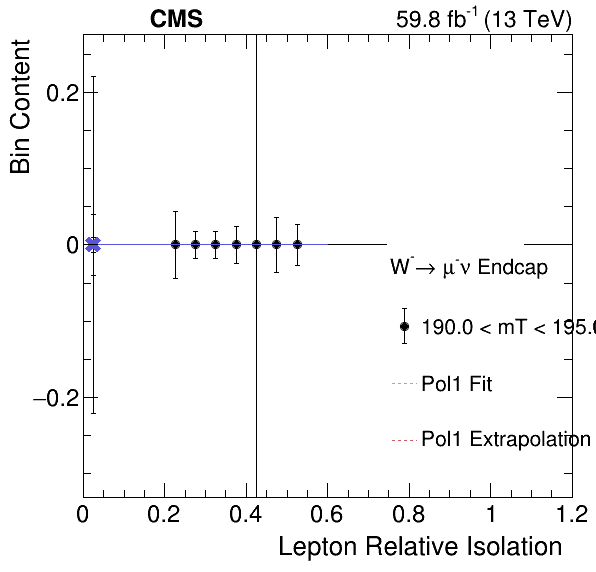 CMS
59.8 fb⁻¹ (13 TeV)
Bin Content
0.2
0
−0.2
W⁻→ μ⁻ν Endcap
190.0 < mT < 195.0
Pol1 Fit
Pol1 Extrapolation
0 0.2 0.4 0.6 0.8 1 1.2
Lepton Relative Isolation